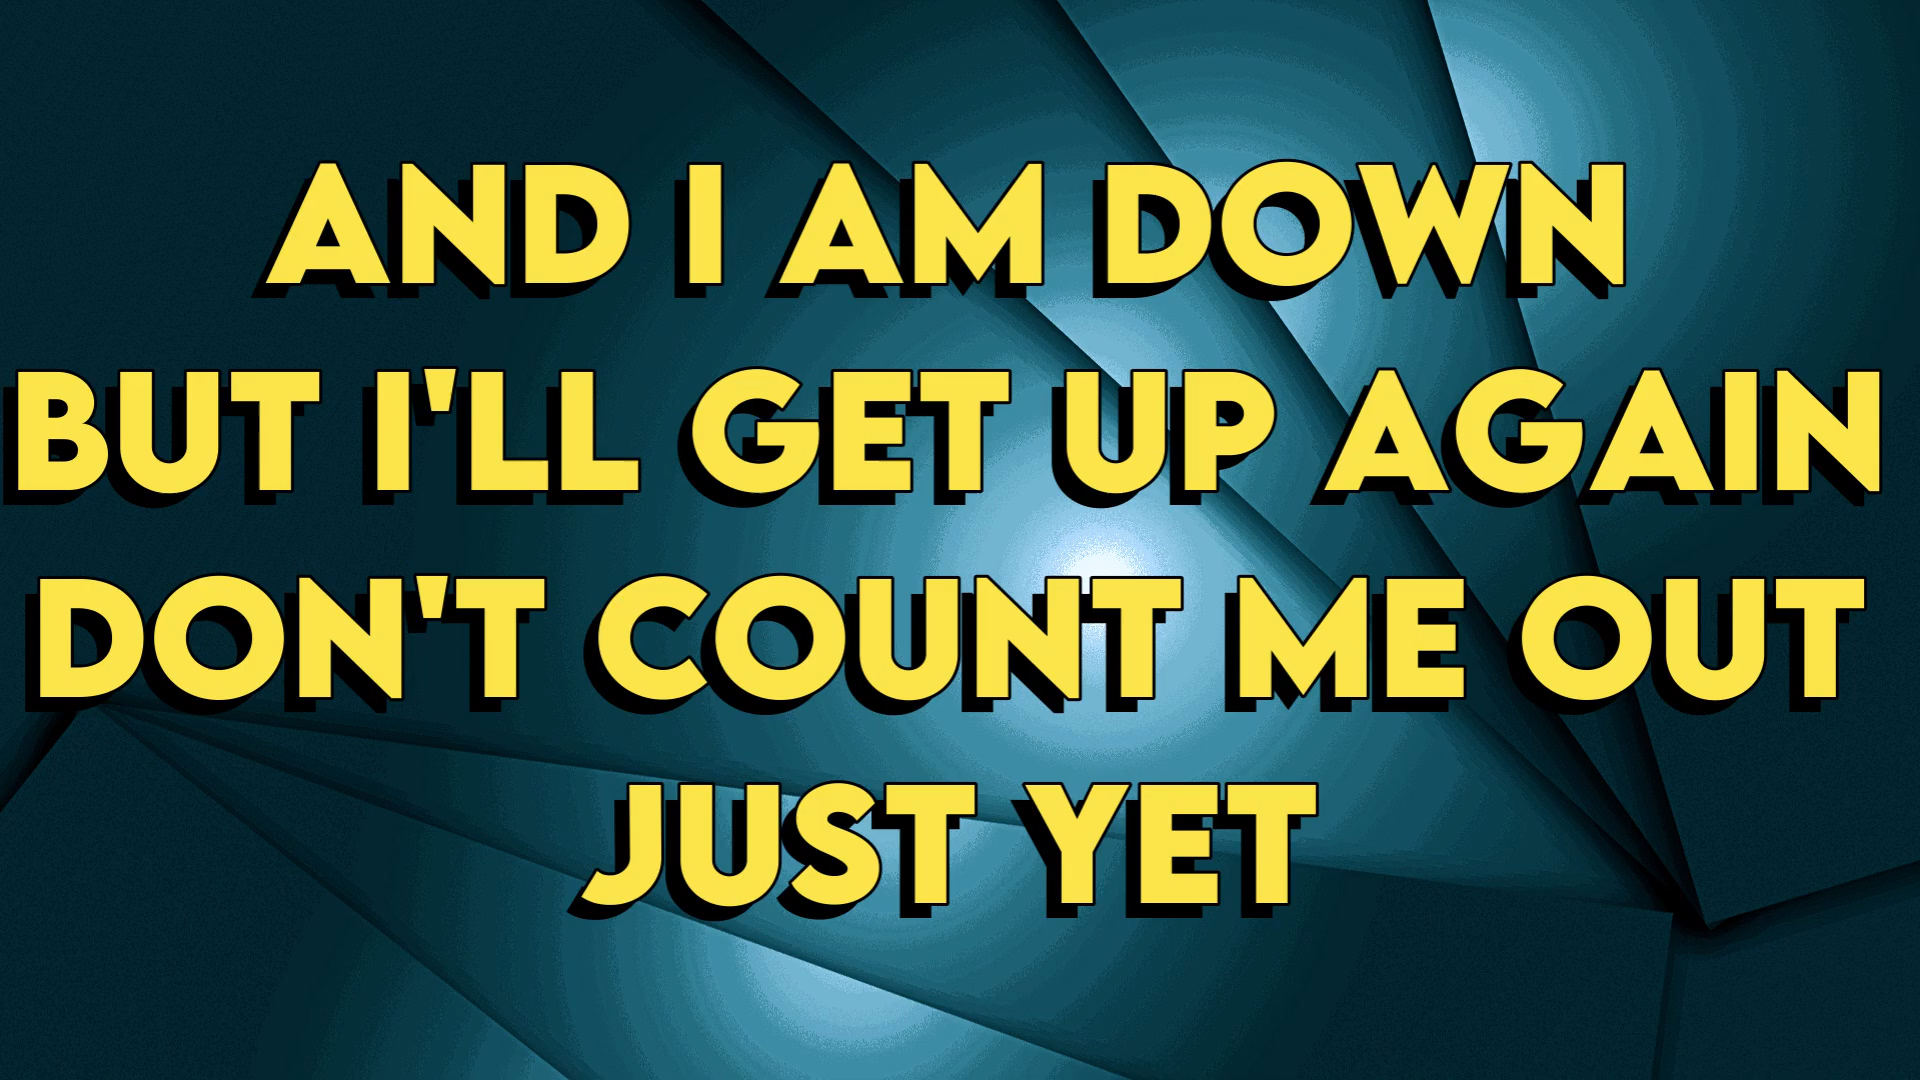 AND I AM DOWN
BUT I'LL GET UP AGAIN
DON'T COUNT ME OUT
JUST YET